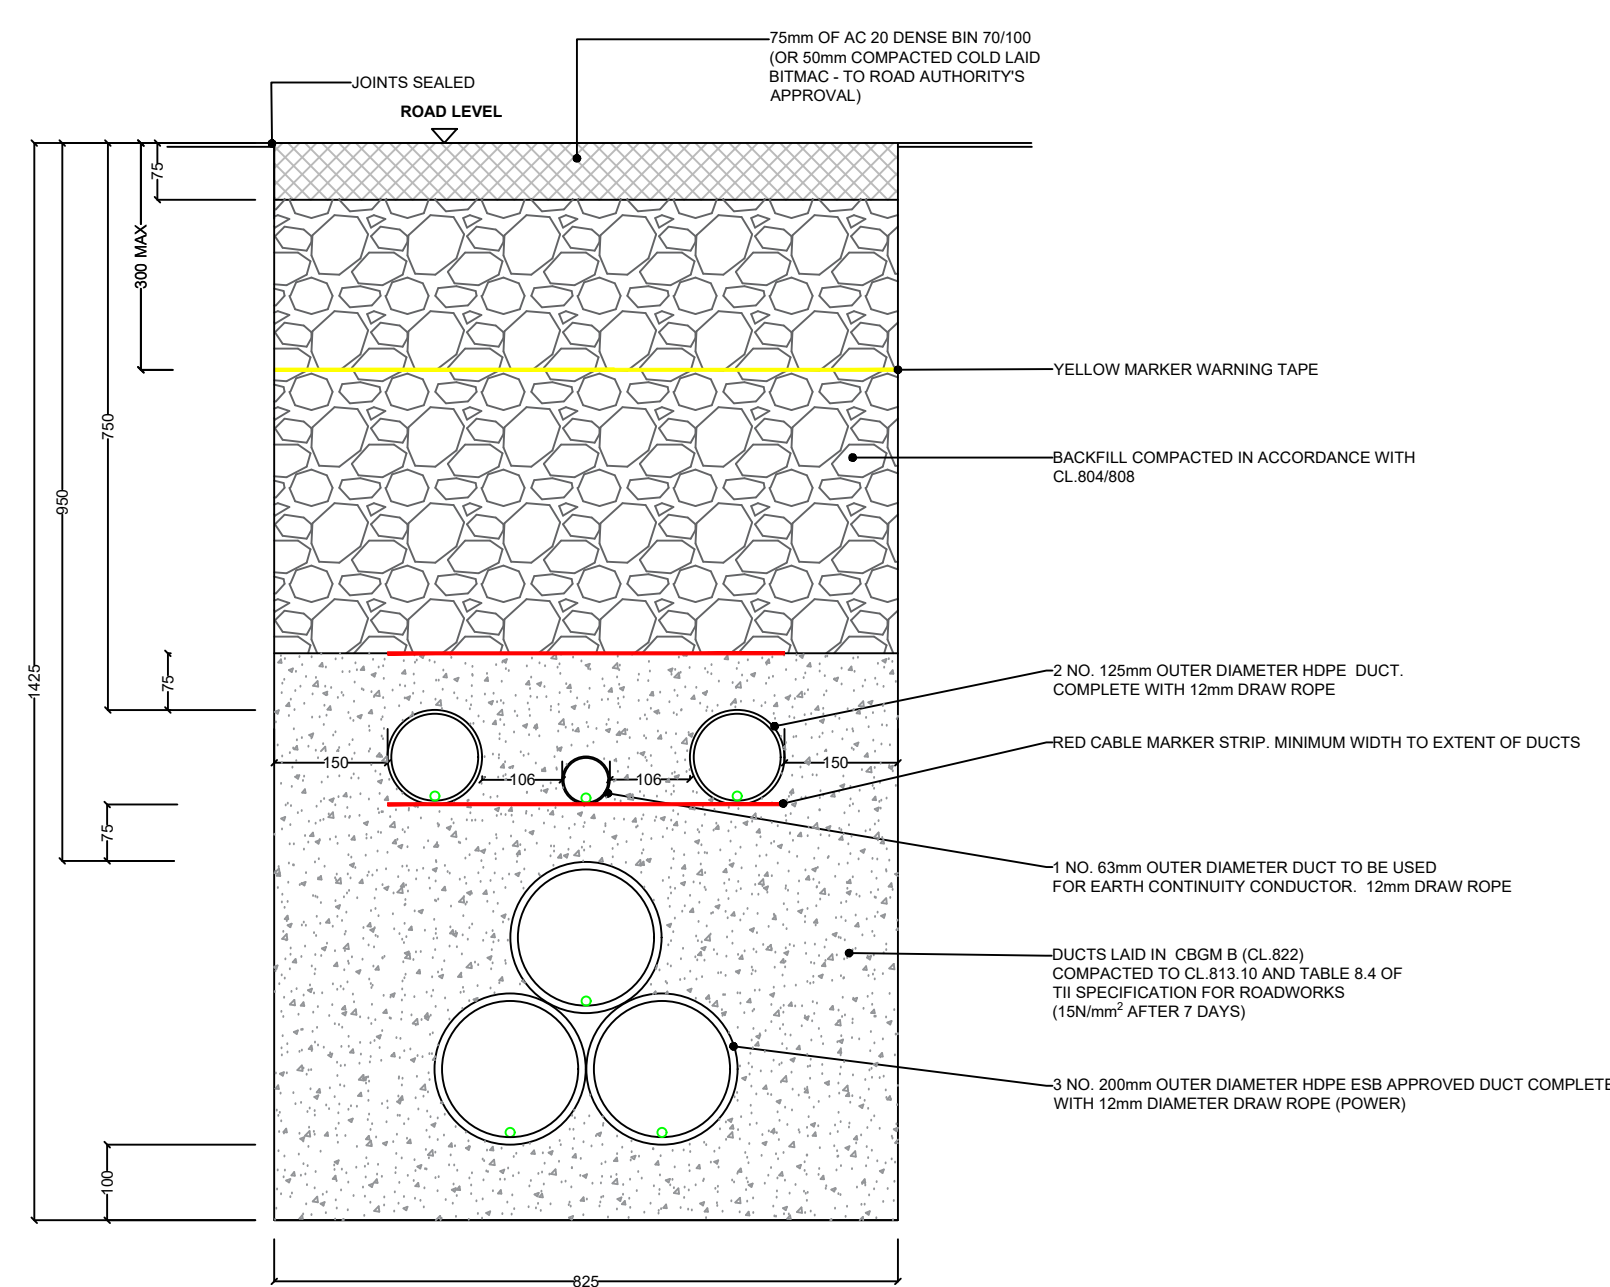 75mm OF AC 20 DENSE BIN 70/100
(OR 50mm COMPACTED COLD LAID
BITMAC - TO ROAD AUTHORITY'S
APPROVAL)
JOINTS SEALED
ROAD LEVEL
75
300 MAX
YELLOW MARKER WARNING TAPE
750
BACKFILL COMPACTED IN ACCORDANCE WITH
CL.804/808
950
1425
75
2 NO. 125mm OUTER DIAMETER HDPE DUCT.
COMPLETE WITH 12mm DRAW ROPE
RED CABLE MARKER STRIP. MINIMUM WIDTH TO EXTENT OF DUCTS
150
106
106
150
75
1 NO. 63mm OUTER DIAMETER DUCT TO BE USED
FOR EARTH CONTINUITY CONDUCTOR. 12mm DRAW ROPE
DUCTS LAID IN CBGM B (CL.822)
COMPACTED TO CL.813.10 AND TABLE 8.4 OF
TII SPECIFICATION FOR ROADWORKS
(15N/mm² AFTER 7 DAYS)
3 NO. 200mm OUTER DIAMETER HDPE ESB APPROVED DUCT COMPLETE
WITH 12mm DIAMETER DRAW ROPE (POWER)
100
825